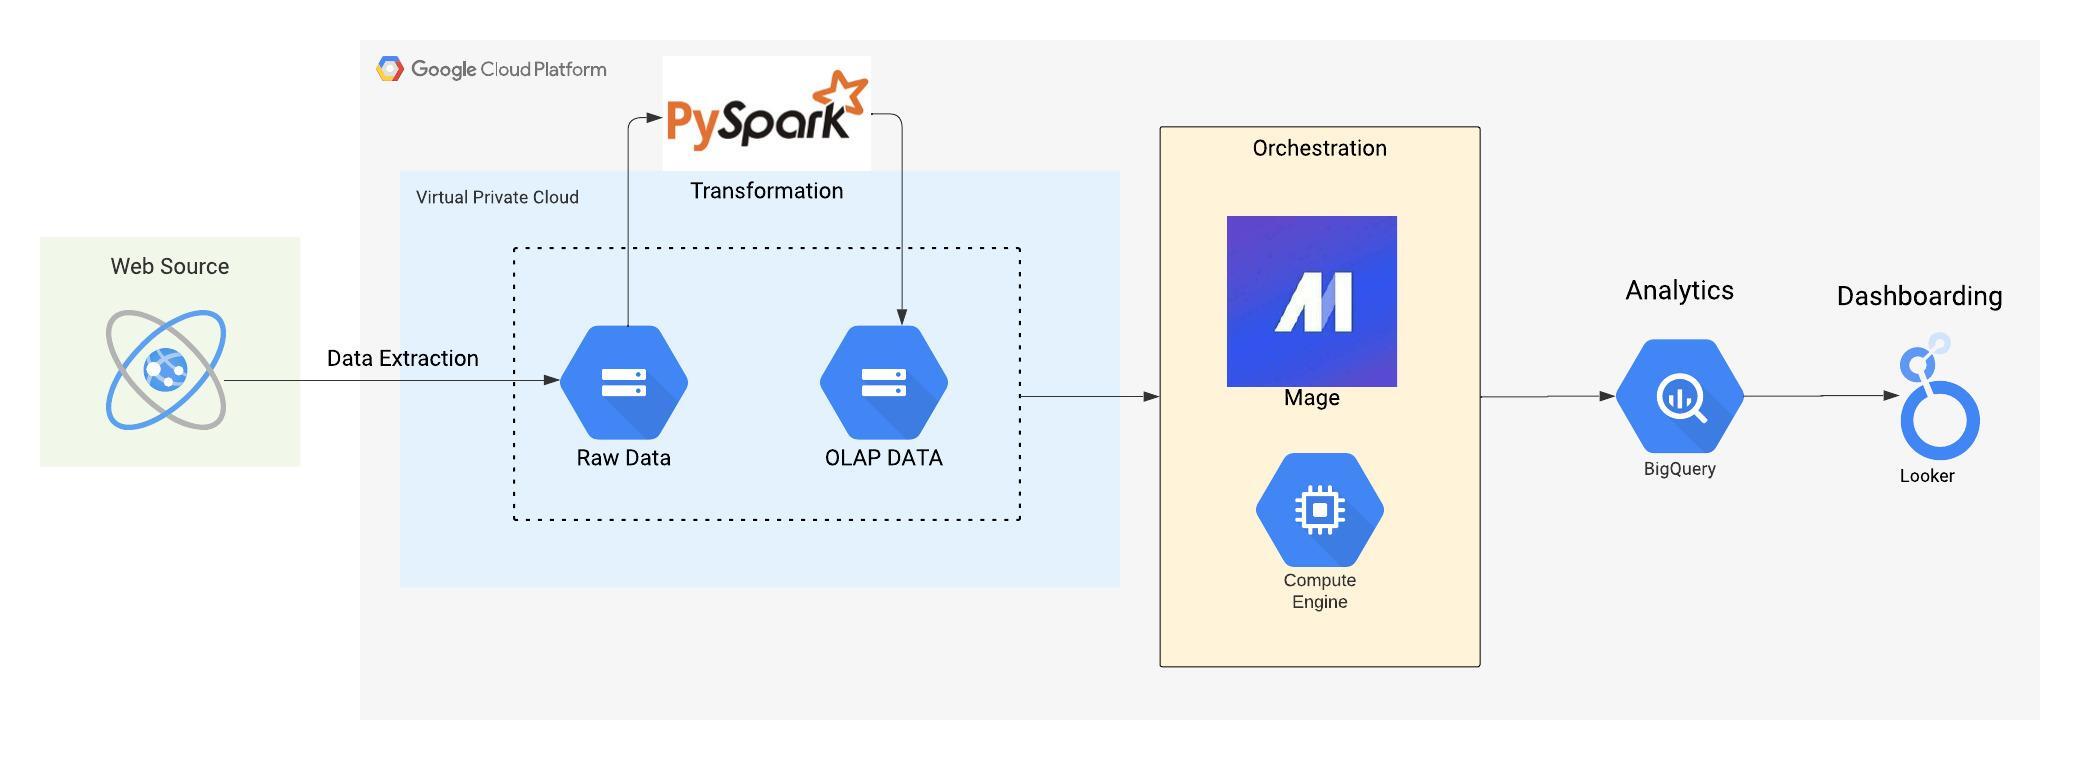 Google Cloud Platform
PySpark
Transformation
Virtual Private Cloud
Web Source
Data Extraction
Raw Data
OLAP DATA
Orchestration
Mage
Compute
Engine
Analytics
BigQuery
Dashboarding
Looker